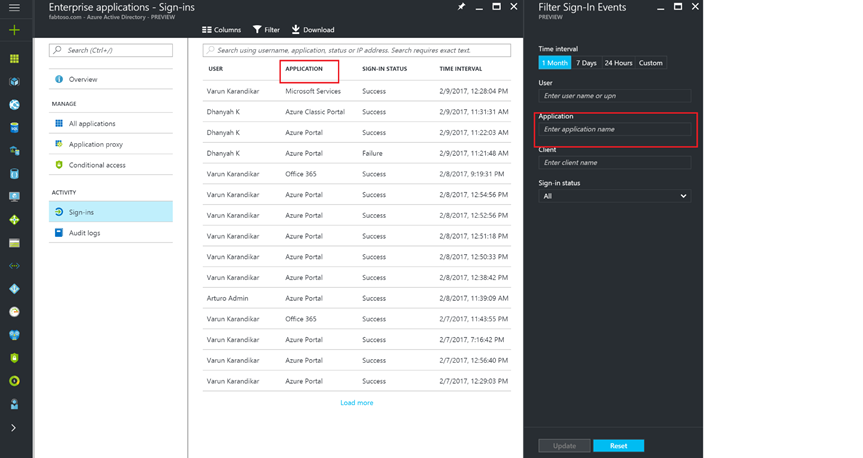 Enterprise applications - Sign-ins
fabtoso.com - Azure Active Directory - PREVIEW
Search (Ctrl+/)
Overview
MANAGE
All applications
Application proxy
Conditional access
ACTIVITY
Sign-ins
Audit logs
Columns Filter Download
Search using username, application, status or IP address. Search requires exact text.
USER APPLICATION SIGN-IN STATUS TIME INTERVAL
Varun Karandikar Microsoft Services Success 2/9/2017, 12:28:04 PM
Dhanyah K Azure Classic Portal Success 2/9/2017, 11:31:31 AM
Dhanyah K Azure Portal Success 2/9/2017, 11:22:03 AM
Dhanyah K Azure Portal Failure 2/9/2017, 11:21:48 AM
Varun Karandikar Office 365 Success 2/8/2017, 9:19:31 PM
Varun Karandikar Azure Portal Success 2/8/2017, 12:54:56 PM
Varun Karandikar Azure Portal Success 2/8/2017, 12:52:56 PM
Varun Karandikar Azure Portal Success 2/8/2017, 12:51:18 PM
Varun Karandikar Azure Portal Success 2/8/2017, 12:50:33 PM
Varun Karandikar Azure Portal Success 2/8/2017, 12:38:42 PM
Arturo Admin Azure Portal Success 2/8/2017, 11:39:09 AM
Varun Karandikar Office 365 Success 2/7/2017, 11:43:55 PM
Varun Karandikar Azure Portal Success 2/7/2017, 7:16:42 PM
Varun Karandikar Azure Portal Success 2/7/2017, 12:56:40 PM
Varun Karandikar Azure Portal Success 2/7/2017, 12:29:03 PM
Load more
Filter Sign-In Events
PREVIEW
Time interval
1 Month 7 Days 24 Hours Custom
User
Enter user name or upn
Application
Enter application name
Client
Enter client name
Sign-in status
All
Update Reset